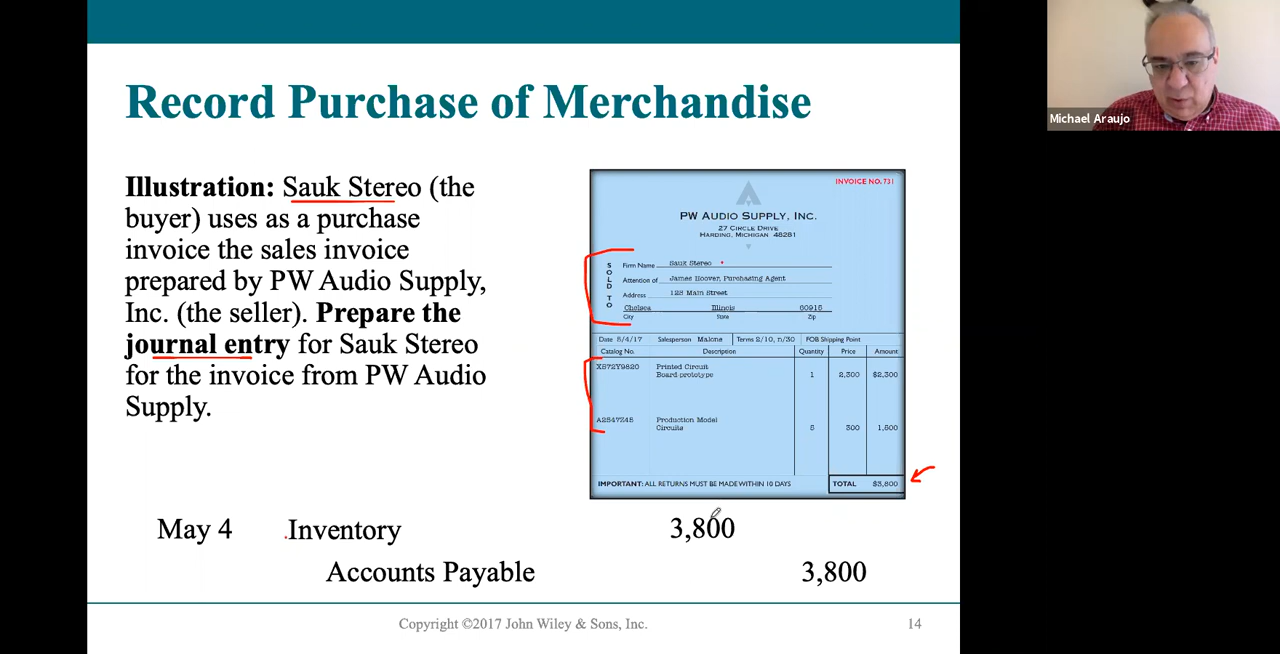 Record Purchase of Merchandise
Illustration: Sauk Stereo (the
buyer) uses as a purchase
invoice the sales invoice
prepared by PW Audio Supply,
Inc. (the seller). Prepare the
journal entry for Sauk Stereo
for the invoice from PW Audio
Supply.
INVOICE NO. 731
PW AUDIO SUPPLY, INC.
27 CIRCLE DRIVE
HARDING, MICHIGAN 48281
SOLD TO
Firm Name Sauk Stereo
Attention of James Hoover, Purchasing Agent
Address 125 Main Street
Chelsea Illinois 60915
City State Zip
Date 5/4/17 Salesperson Malone Terms 2/10, n/30 FOB Shipping Point
Catalog No. Description Quantity Price Amount
X572Y9820 Printed Circuit
Board prototype 1 2,300 $2,300
A2547Z45 Production Model
Circuits 5 300 1,500
IMPORTANT: ALL RETURNS MUST BE MADE WITHIN 10 DAYS TOTAL $3,800
May 4 Inventory 3,800
Accounts Payable 3,800
Copyright ©2017 John Wiley & Sons, Inc.
14
Michael Araujo